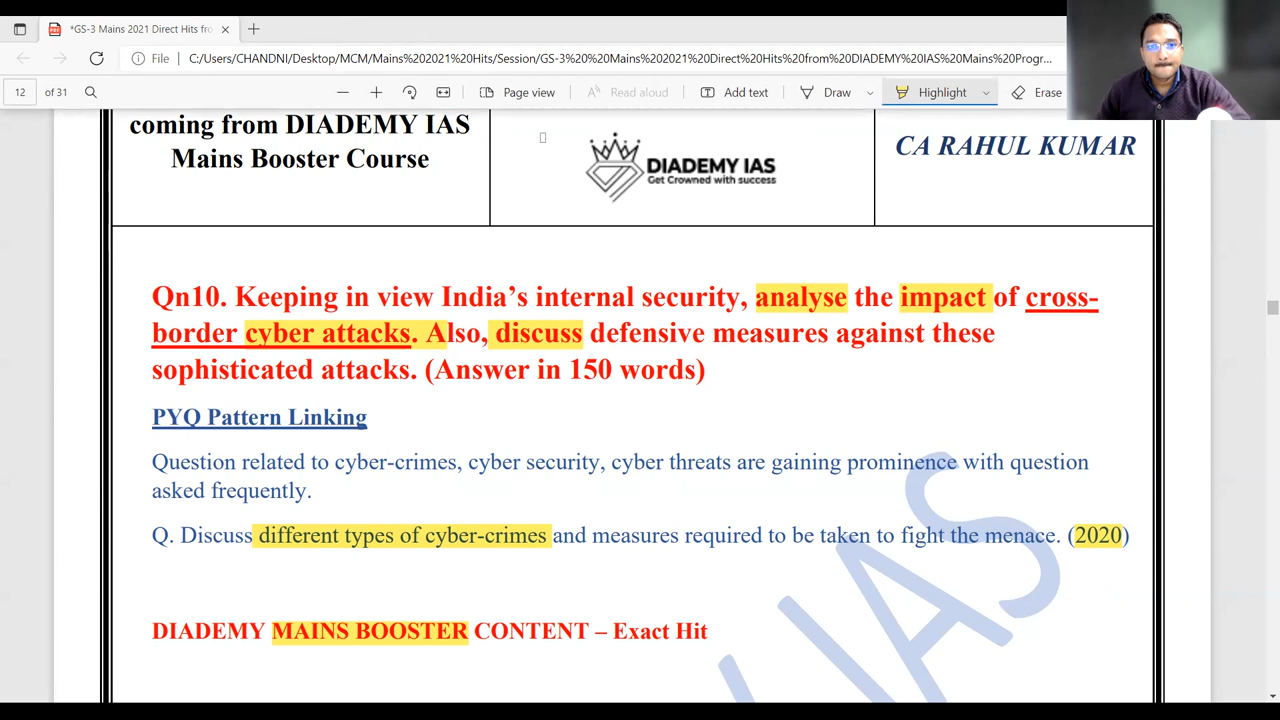 *GS-3 Mains 2021 Direct Hits fro
File
C:/Users/CHANDNI/Desktop/MCM/Mains%202021%20Direct%20Hits/Session/GS-3%20%20Mains%202021%20Direct%20Hits%20from%20DIADEMY%20IAS%20Mains%20Progr...
12 of 31
Page view
Read aloud
Add text
Draw
Highlight
Erase
coming from DIADEMY IAS
Mains Booster Course
DIADEMY IAS
Get Crowned with success
CA RAHUL KUMAR
Qn10. Keeping in view India's internal security, analyse the impact of cross-
border cyber attacks. Also, discuss defensive measures against these
sophisticated attacks. (Answer in 150 words)
PYQ Pattern Linking
Question related to cyber-crimes, cyber security, cyber threats are gaining prominence with question
asked frequently.
Q. Discuss different types of cyber-crimes and measures required to be taken to fight the menace. (2020)
DIADEMY MAINS BOOSTER CONTENT – Exact Hit
Y IAS